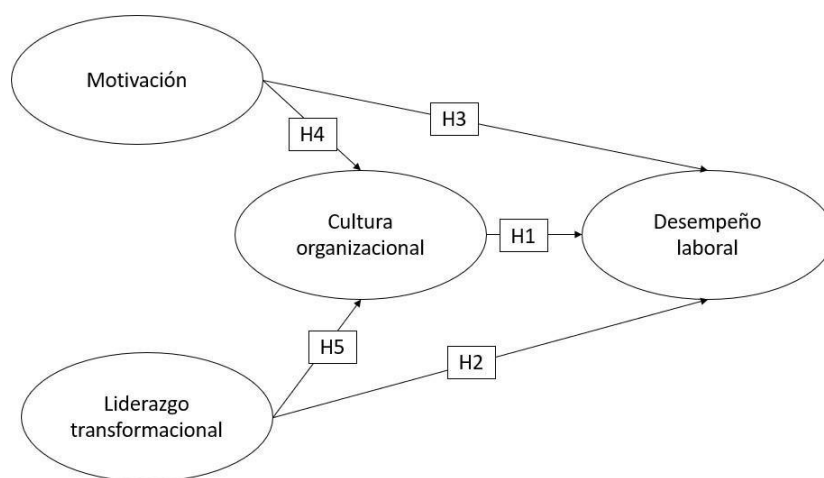 Motivación
H3
H4
Cultura
organizacional
H1
Desempeño
laboral
H5
H2
Liderazgo
transformacional